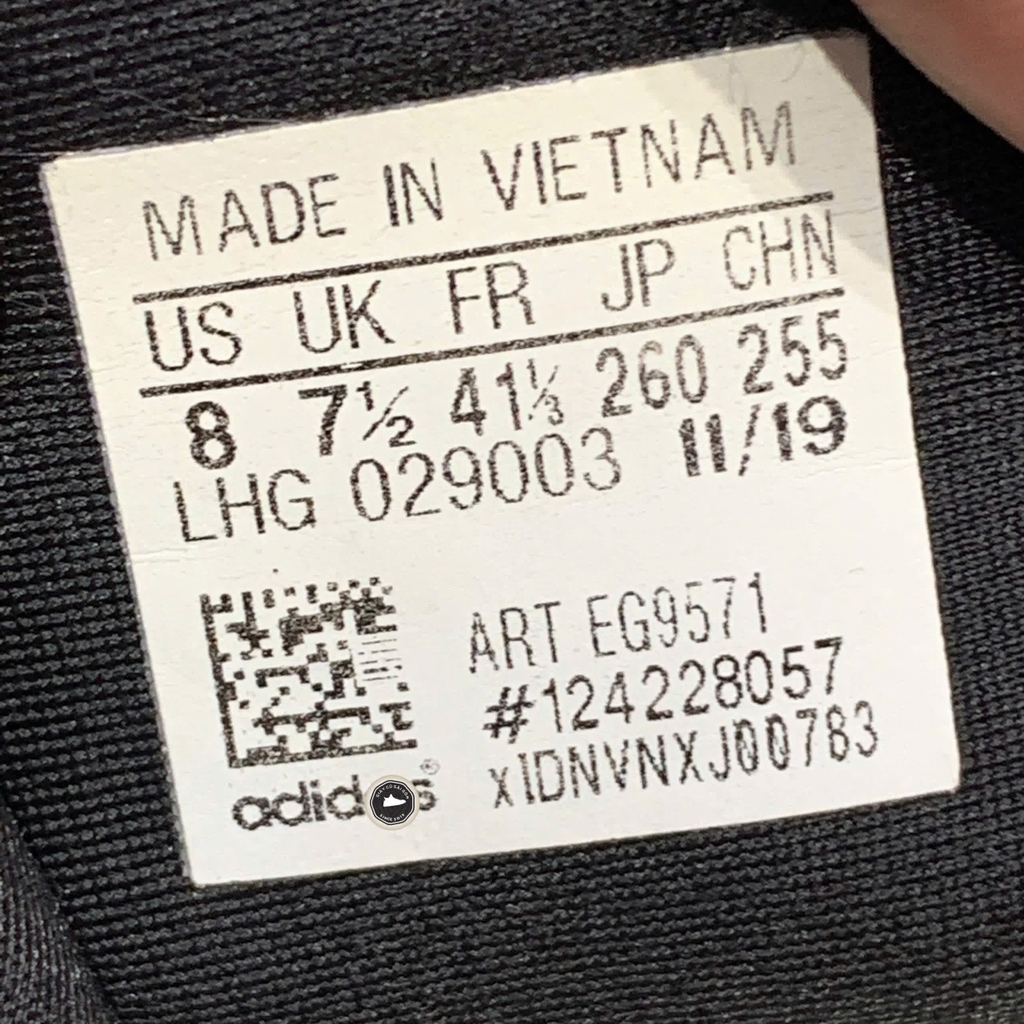 MADE IN VIETNAM
US UK FR JP CHN
8 7½ 41⅓ 260 255
LHG 029003 11/19
ART EG9571
#124228057
xIDNVNXJ00783